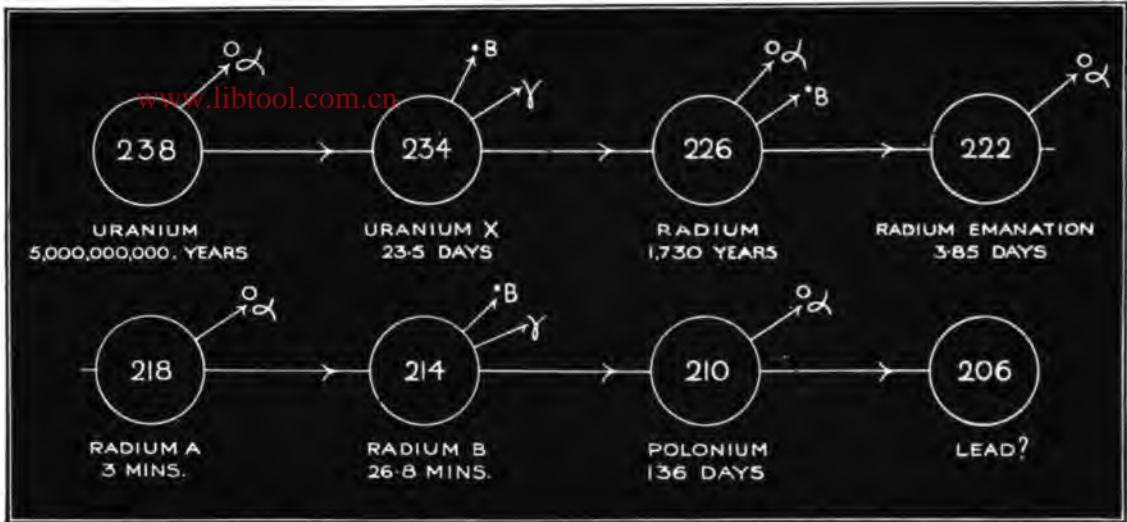 α
B
γ
α
B
α
www.libtool.com.cn
238
234
226
222
URANIUM
5,000,000,000. YEARS
URANIUM X
23·5 DAYS
RADIUM
1,730 YEARS
RADIUM EMANATION
3·85 DAYS
α
B
γ
α
218
214
210
206
RADIUM A
3 MINS.
RADIUM B
26·8 MINS.
POLONIUM
136 DAYS
LEAD?